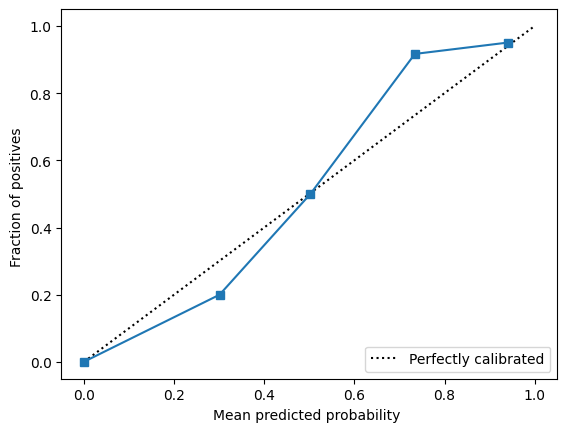 1.0
0.8
0.6
0.4
0.2
0.0
Fraction of positives
Perfectly calibrated
0.0 0.2 0.4 0.6 0.8 1.0
Mean predicted probability